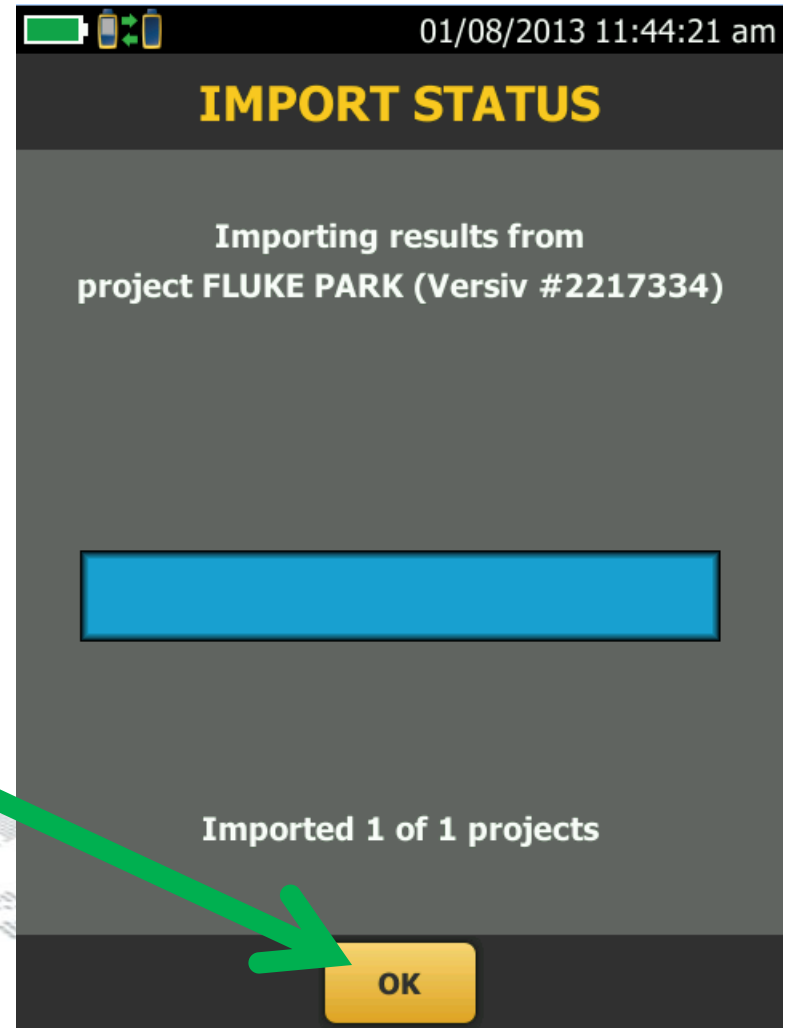 01/08/2013 11:44:21 am
IMPORT STATUS
Importing results from
project FLUKE PARK (Versiv #2217334)
Imported 1 of 1 projects
OK